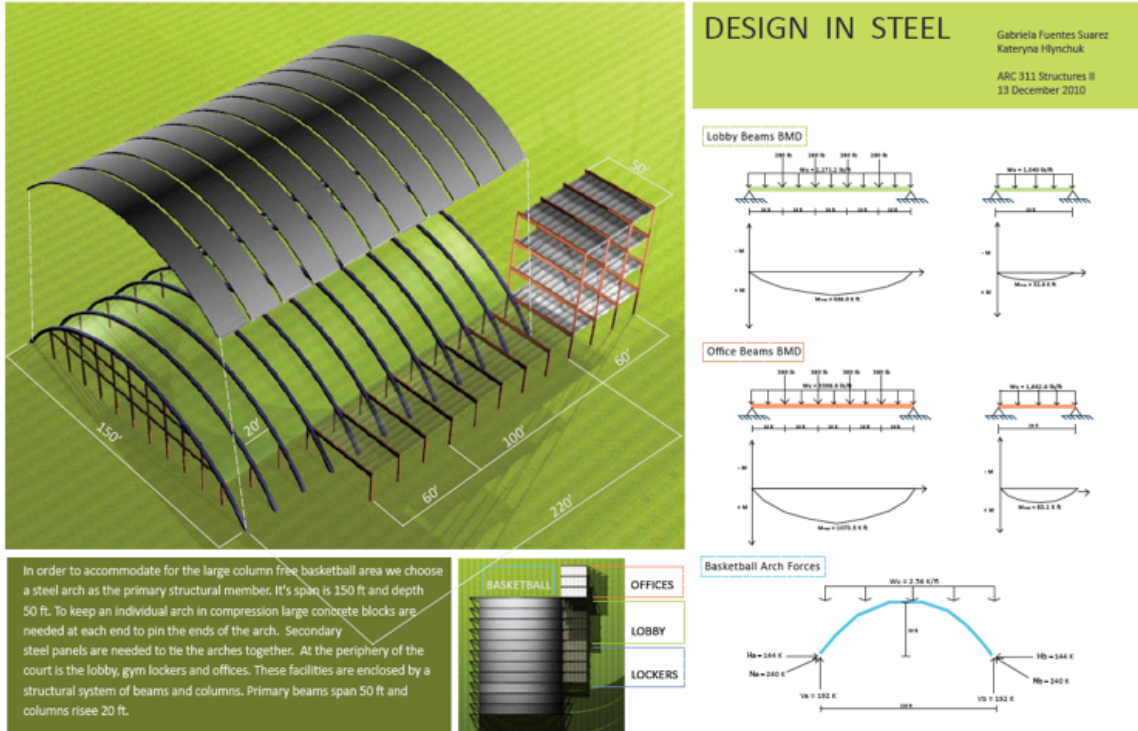 DESIGN IN STEEL
Gabriela Fuentes Suarez
Kateryna Hlynchuk
ARC 311 Structures II
13 December 2010
50'
60'
100'
20'
150'
60'
220'
Lobby Beams BMD
- M
+ M
- M
+ M
Office Beams BMD
- M
+ M
- M
+ M
Basketball Arch Forces
Wu = 2.56 K/ft
Ha = 144 K
Na = 240 K
Va = 192 K
Hb = 144 K
Nb = 240 K
Vb = 192 K
In order to accommodate for the large column free basketball area we choose
a steel arch as the primary structural member. It's span is 150 ft and depth
50 ft. To keep an individual arch in compression large concrete blocks are
needed at each end to pin the ends of the arch. Secondary
steel panels are needed to tie the arches together. At the periphery of the
court is the lobby, gym lockers and offices. These facilities are enclosed by a
structural system of beams and columns. Primary beams span 50 ft and
columns risee 20 ft.
BASKETBALL
OFFICES
LOBBY
LOCKERS